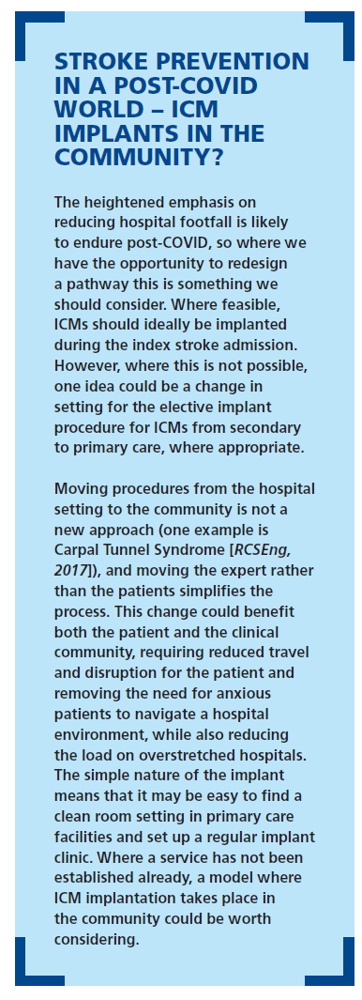 STROKE PREVENTION
IN A POST-COVID
WORLD – ICM
IMPLANTS IN THE
COMMUNITY?
The heightened emphasis on
reducing hospital footfall is likely
to endure post-COVID, so where we
have the opportunity to redesign
a pathway this is something we
should consider. Where feasible,
ICMs should ideally be implanted
during the index stroke admission.
However, where this is not possible,
one idea could be a change in
setting for the elective implant
procedure for ICMs from secondary
to primary care, where appropriate.
Moving procedures from the hospital
setting to the community is not a
new approach (one example is
Carpal Tunnel Syndrome [RCSEng,
2017]), and moving the expert rather
than the patients simplifies the
process. This change could benefit
both the patient and the clinical
community, requiring reduced travel
and disruption for the patient and
removing the need for anxious
patients to navigate a hospital
environment, while also reducing
the load on overstretched hospitals.
The simple nature of the implant
means that it may be easy to find a
clean room setting in primary care
facilities and set up a regular implant
clinic. Where a service has not been
established already, a model where
ICM implantation takes place in
the community could be worth
considering.